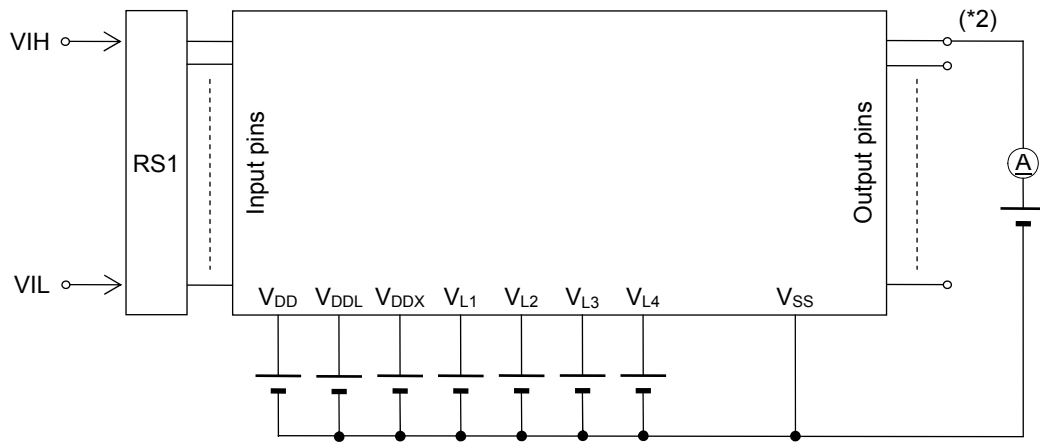 VIH
(*2)
RS1
Input pins
Output pins
A
VIL
VDD
VDDL
VDDX
VL1
VL2
VL3
VL4
VSS